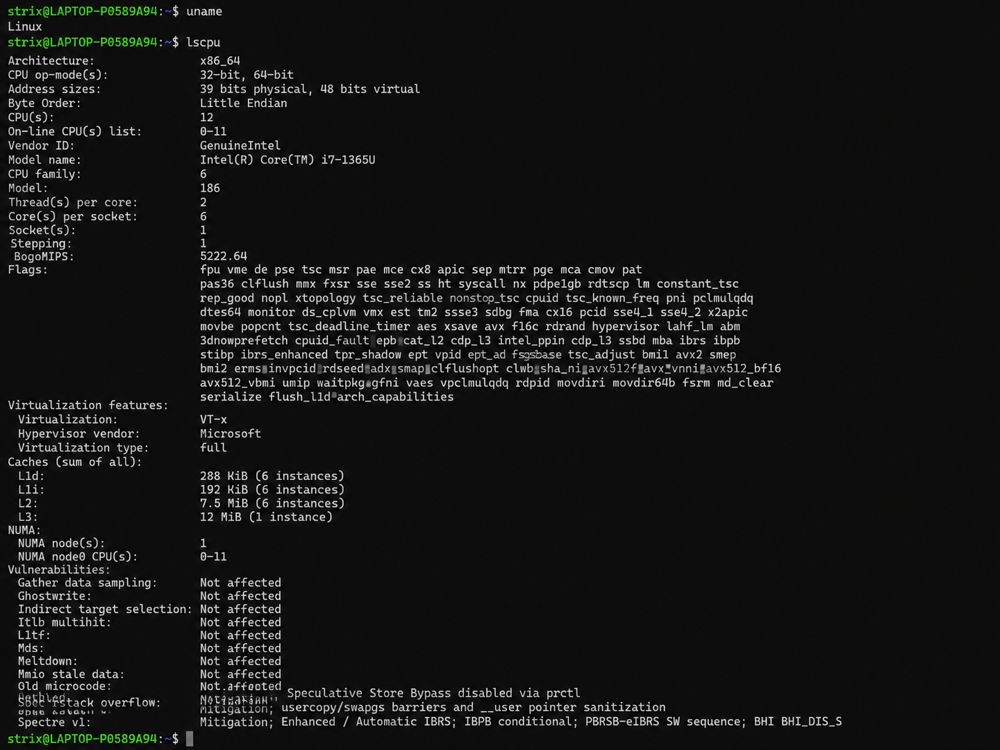 strix@LAPTOP-P0589A94:~$ uname
Linux
strix@LAPTOP-P0589A94:~$ lscpu
Architecture: x86_64
CPU op-mode(s): 32-bit, 64-bit
Address sizes: 39 bits physical, 48 bits virtual
Byte Order: Little Endian
CPU(s): 12
On-line CPU(s) list: 0-11
Vendor ID: GenuineIntel
Model name: Intel(R) Core(TM) i7-1365U
CPU family: 6
Model: 186
Thread(s) per core: 2
Core(s) per socket: 6
Socket(s): 1
Stepping: 1
BogoMIPS: 5222.64
Flags: fpu vme de pse tsc msr pae mce cx8 apic sep mtrr pge mca cmov pat
pas36 clflush mmx fxsr sse sse2 ss ht syscall nx pdpe1gb rdtscp lm constant_tsc
rep_good nopl xtopology tsc_reliable nonstop_tsc cpuid tsc_known_freq pni pclmulqdq
dtes64 monitor ds_cplvm vmx est tm2 ssse3 sdbg fma cx16 pcid sse4_1 sse4_2 x2apic
movbe popcnt tsc_deadline_timer aes xsave avx f16c rdrand hypervisor lahf_lm abm
3dnowprefetch cpuid_fault epb cat_l2 cdp_l3 intel_ppin cdp_l3 ssbd mba ibrs ibpb
stibp ibrs_enhanced tpr_shadow ept vpid ept_ad fsgsbase tsc_adjust bmi1 avx2 smep
bmi2 erms invpcid rdseed adx smap clflushopt clwb sha_ni avx512f avx vnni avx512_bf16
avx512_vbmi umip waitpkg gfni vaes vpclmulqdq rdpid movdiri movdir64b fsrm md_clear
serialize flush_l1d arch_capabilities
Virtualization features:
Virtualization: VT-x
Hypervisor vendor: Microsoft
Virtualization type: full
Caches (sum of all):
L1d: 288 KiB (6 instances)
L1i: 192 KiB (6 instances)
L2: 7.5 MiB (6 instances)
L3: 12 MiB (1 instance)
NUMA:
NUMA node(s): 1
NUMA node0 CPU(s): 0-11
Vulnerabilities:
Gather data sampling: Not affected
Ghostwrite: Not affected
Indirect target selection: Not affected
Itlb multihit: Not affected
L1tf: Not affected
Mds: Not affected
Meltdown: Not affected
Mmio stale data: Not affected
Old microcode: Not affected
Speculative Store Bypass disabled via prctl
Spec rstack overflow:
Mitigation; usercopy/swapgs barriers and __user pointer sanitization
Spectre v1: Mitigation; Enhanced / Automatic IBRS; IBPB conditional; PBRSB-eIBRS SW sequence; BHI BHI_DIS_S
strix@LAPTOP-P0589A94:~$